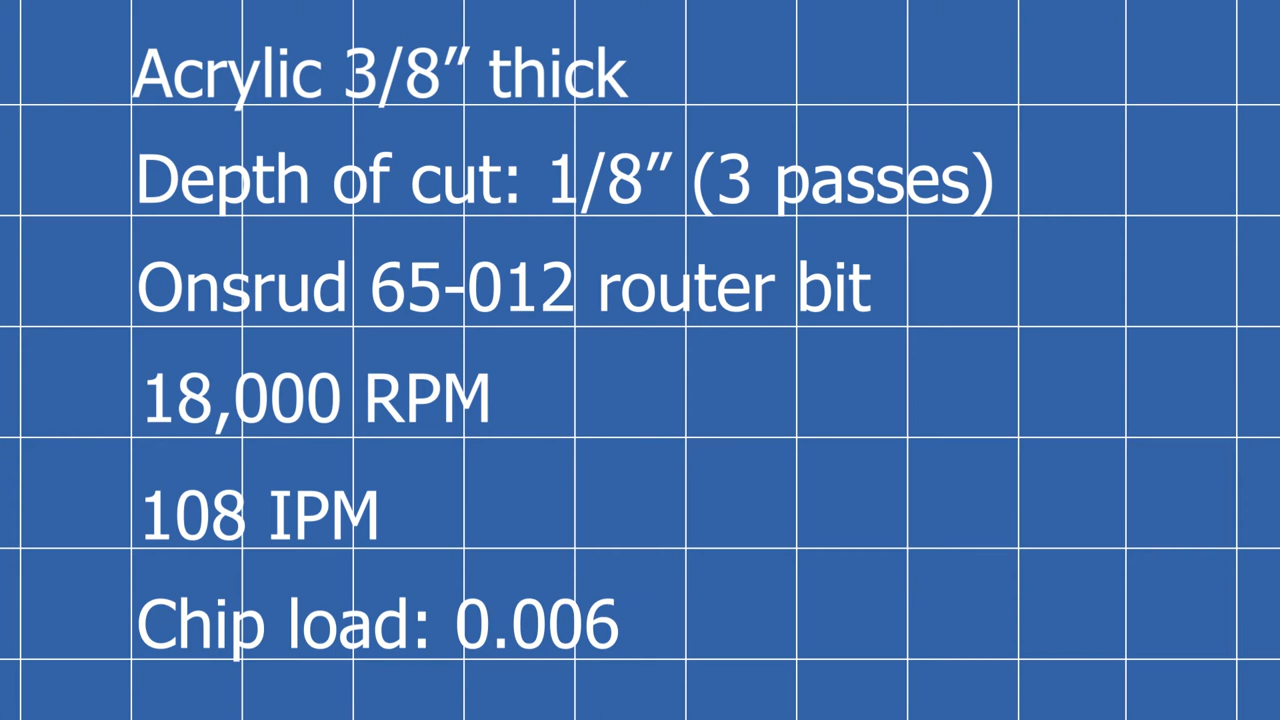 Acrylic 3/8” thick
Depth of cut: 1/8” (3 passes)
Onsrud 65-012 router bit
18,000 RPM
108 IPM
Chip load: 0.006